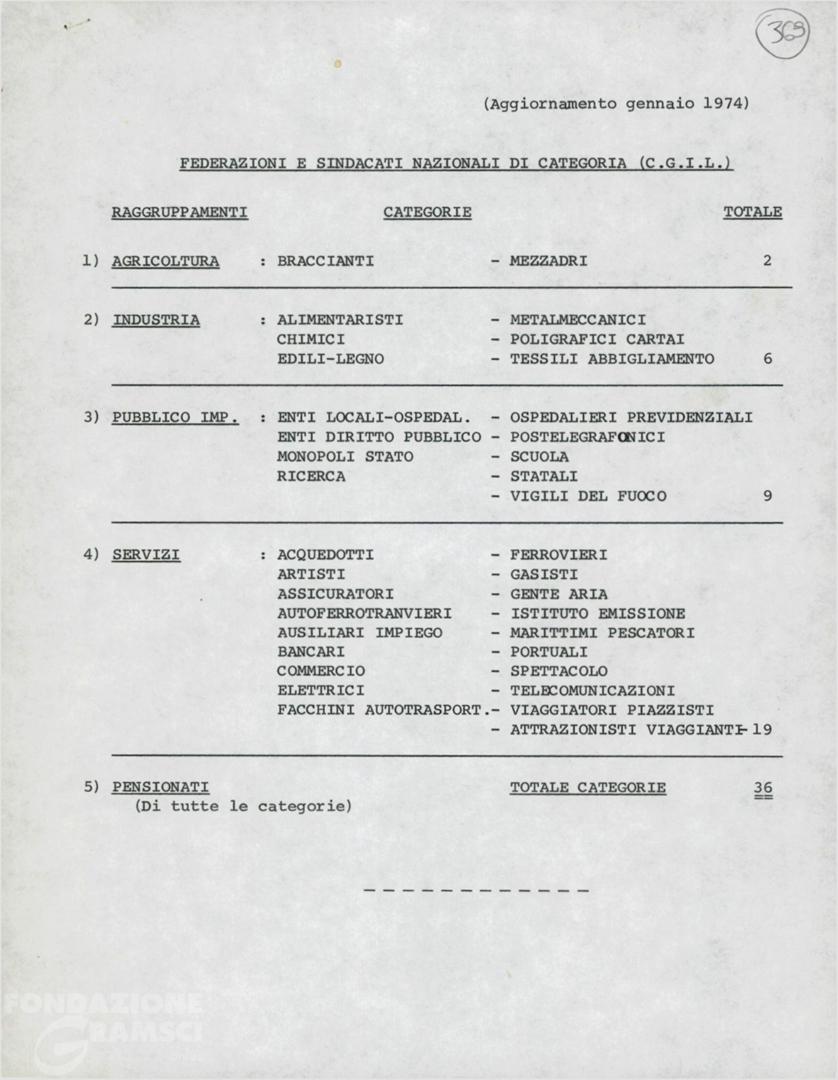 363
(Aggiornamento gennaio 1974)
FEDERAZIONI E SINDACATI NAZIONALI DI CATEGORIA (C.G.I.L.)
RAGGRUPPAMENTI CATEGORIE TOTALE
1) AGRICOLTURA : BRACCIANTI - MEZZADRI 2
2) INDUSTRIA : ALIMENTARISTI - METALMECCANICI
CHIMICI - POLIGRAFICI CARTAI
EDILI-LEGNO - TESSILI ABBIGLIAMENTO 6
3) PUBBLICO IMP. : ENTI LOCALI-OSPEDAL. - OSPEDALIERI PREVIDENZIALI
ENTI DIRITTO PUBBLICO - POSTELEGRAFONICI
MONOPOLI STATO - SCUOLA
RICERCA - STATALI
- VIGILI DEL FUOCO 9
4) SERVIZI : ACQUEDOTTI - FERROVIERI
ARTISTI - GASISTI
ASSICURATORI - GENTE ARIA
AUTOFERROTRANVIERI - ISTITUTO EMISSIONE
AUSILIARI IMPIEGO - MARITTIMI PESCATORI
BANCARI - PORTUALI
COMMERCIO - SPETTACOLO
ELETTRICI - TELECOMUNICAZIONI
FACCHINI AUTOTRASPORT.- VIAGGIATORI PIAZZISTI
- ATTRAZIONISTI VIAGGIANTI- 19
5) PENSIONATI TOTALE CATEGORIE 36
(Di tutte le categorie)
FONDAZIONE
GRAMSCI